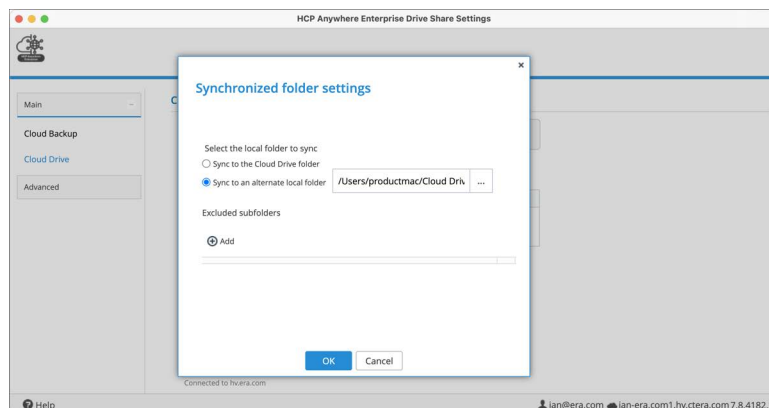 HCP Anywhere Enterprise Drive Share Settings
Synchronized folder settings
Main
Cloud Backup
Cloud Drive
Advanced
Select the local folder to sync
Sync to the Cloud Drive folder
Sync to an alternate local folder
/Users/productmac/Cloud Driv
...
Excluded subfolders
Add
OK
Cancel
Connected to hv.era.com
Help
ian@era.com
ian-era.com1.hv.ctera.com 7.8.4182